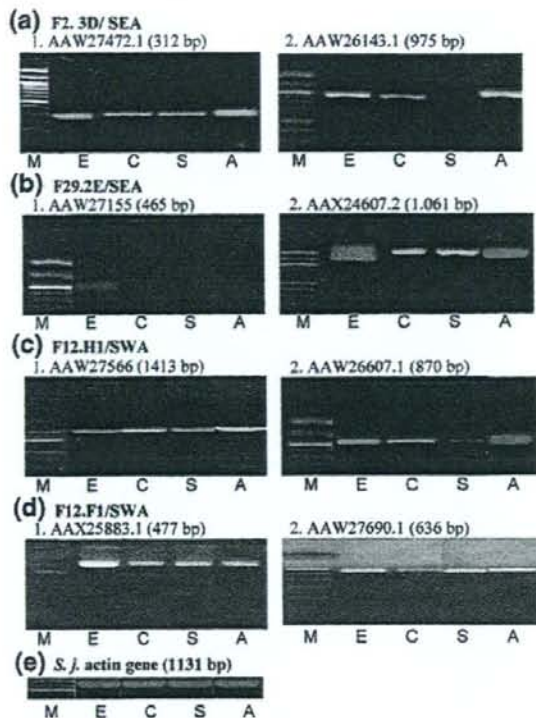 (a) F2. 3D/ SEA
1. AAW27472.1 (312 bp) 2. AAW26143.1 (975 bp)
M E C S A M E C S A
(b) F29.2E/SEA
1. AAW27155 (465 bp) 2. AAX24607.2 (1.061 bp)
M E C S A M E C S A
(c) F12.H1/SWA
1. AAW27566 (1413 bp) 2. AAW26607.1 (870 bp)
M E C S A M E C S A
(d) F12.F1/SWA
1. AAX25883.1 (477 bp) 2. AAW27690.1 (636 bp)
M E C S A M E C S A
(e) S. j. actin gene (1131 bp)
M E C S A